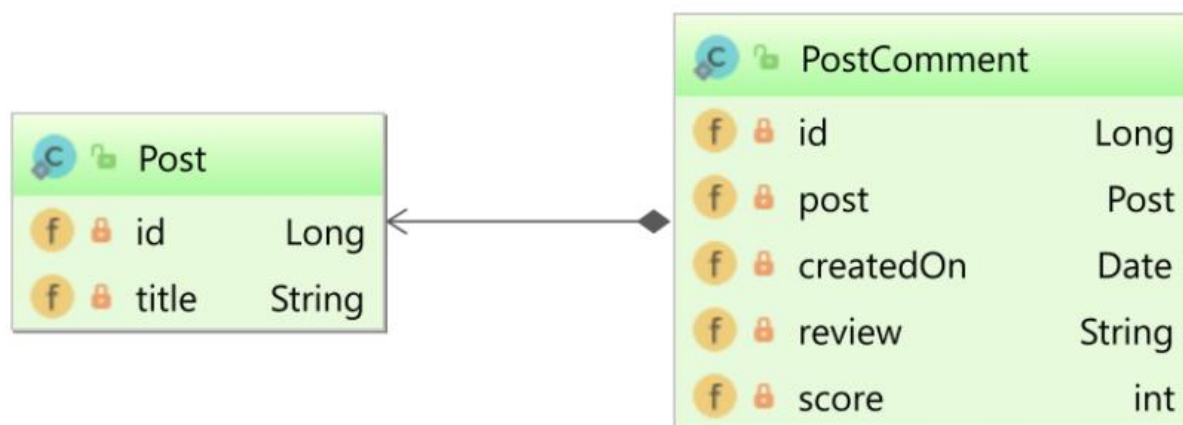 Post
id Long
title String
PostComment
id Long
post Post
createdOn Date
review String
score int